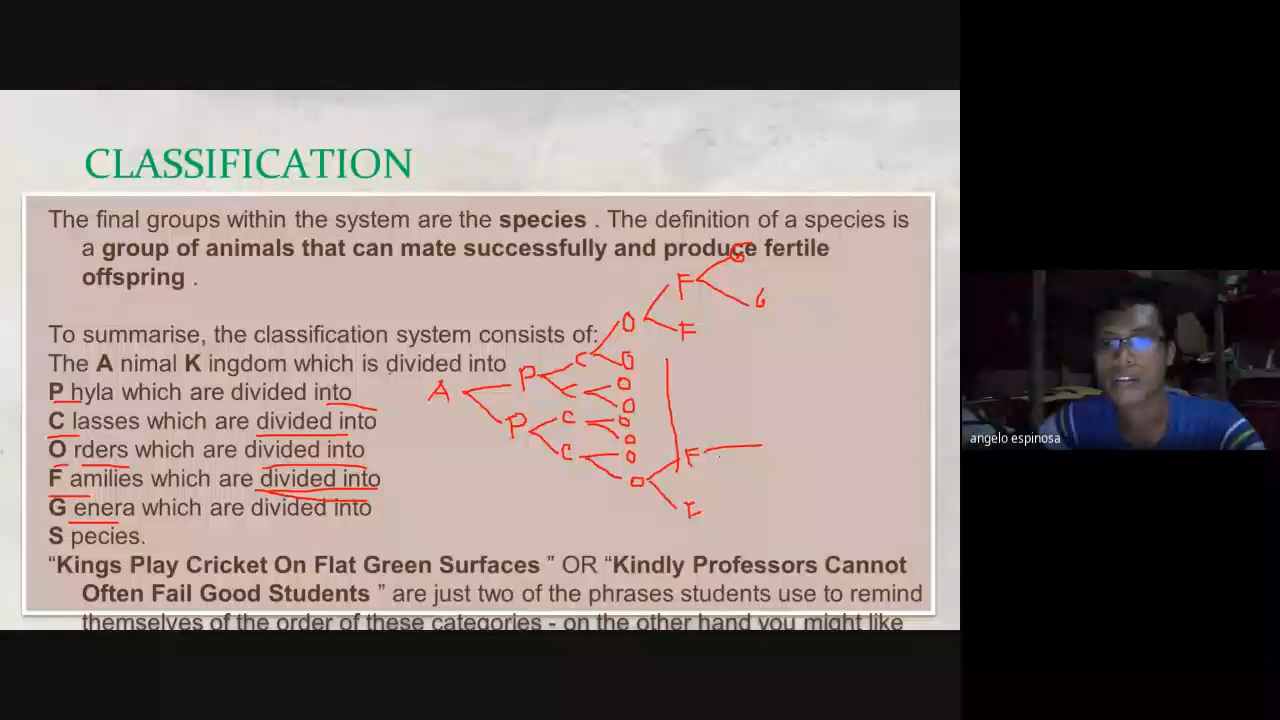 CLASSIFICATION
The final groups within the system are the species . The definition of a species is
a group of animals that can mate successfully and produce fertile
offspring .
To summarise, the classification system consists of:
The A nimal K ingdom which is divided into
P hyla which are divided into
C lasses which are divided into
O rders which are divided into
F amilies which are divided into
G enera which are divided into
S pecies.
“Kings Play Cricket On Flat Green Surfaces ” OR “Kindly Professors Cannot
Often Fail Good Students ” are just two of the phrases students use to remind
themselves of the order of these categories - on the other hand you might like
A
P
P
C
C
C
C
O
O
O
O
O
O
O
O
F
F
F
G
G
angelo espinosa